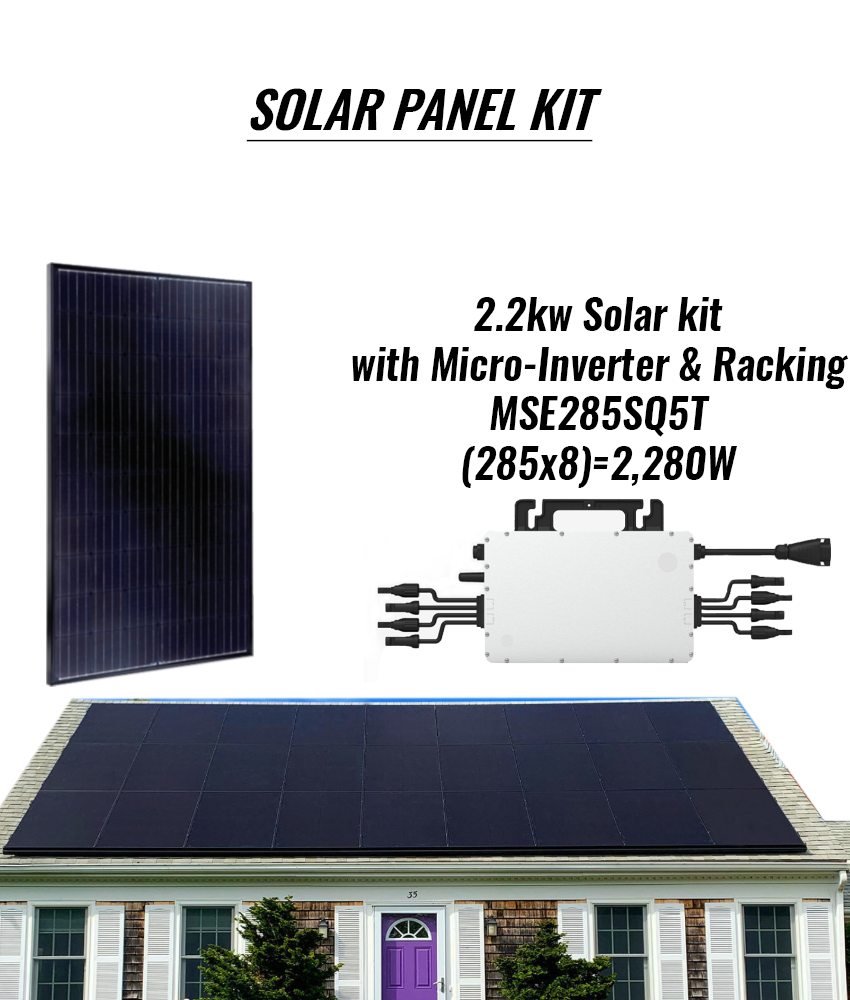 SOLAR PANEL KIT
2.2kw Solar kit
with Micro-Inverter & Racking
MSE285SQ5T
(285x8)=2,280W
35